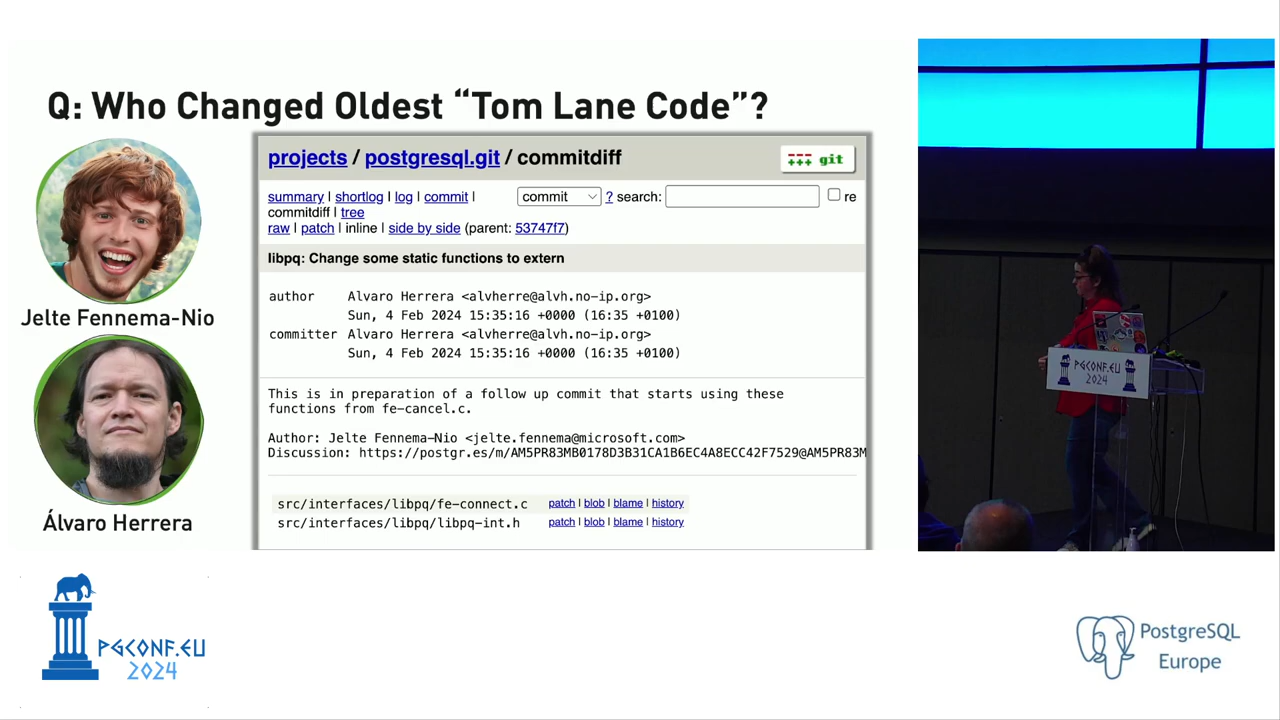 Q: Who Changed Oldest “Tom Lane Code”?
Jelte Fennema-Nio
Álvaro Herrera
projects / postgresql.git / commitdiff
git
summary | shortlog | log | commit |
commitdiff | tree
raw | patch | inline | side by side (parent: 53747f7)
commit
? search:
re
libpq: Change some static functions to extern
author Alvaro Herrera <alvherre@alvh.no-ip.org>
Sun, 4 Feb 2024 15:35:16 +0000 (16:35 +0100)
committer Alvaro Herrera <alvherre@alvh.no-ip.org>
Sun, 4 Feb 2024 15:35:16 +0000 (16:35 +0100)
This is in preparation of a follow up commit that starts using these
functions from fe-cancel.c.
Author: Jelte Fennema-Nio <jelte.fennema@microsoft.com>
Discussion: https://postgr.es/m/AM5PR83MB0178D3B31CA1B6EC4A8ECC42F7529@AM5PR83M
src/interfaces/libpq/fe-connect.c patch | blob | blame | history
src/interfaces/libpq/libpq-int.h patch | blob | blame | history
PGCONF.EU
2024
PGCONF.EU
2024
PostgreSQL
Europe